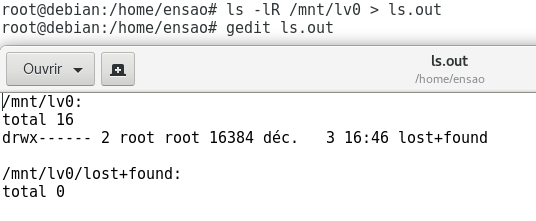 root@debian:/home/ensao# ls -lR /mnt/lv0 > ls.out
root@debian:/home/ensao# gedit ls.out
Ouvrir
ls.out
/home/ensao
/mnt/lv0:
total 16
drwx------ 2 root root 16384 déc.   3 16:46 lost+found

/mnt/lv0/lost+found:
total 0